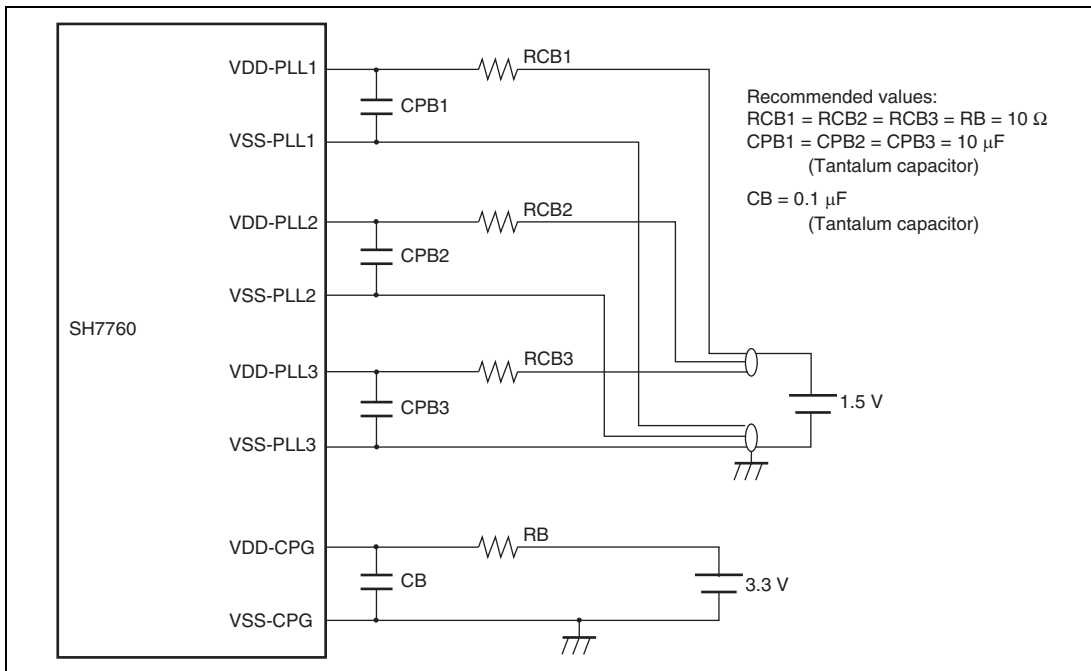 VDD-PLL1
RCB1
CPB1
VSS-PLL1
Recommended values:
RCB1 = RCB2 = RCB3 = RB = 10 Ω
CPB1 = CPB2 = CPB3 = 10 μF
(Tantalum capacitor)
CB = 0.1 μF
(Tantalum capacitor)
VDD-PLL2
RCB2
CPB2
VSS-PLL2
SH7760
VDD-PLL3
RCB3
CPB3
1.5 V
VSS-PLL3
VDD-CPG
RB
CB
3.3 V
VSS-CPG